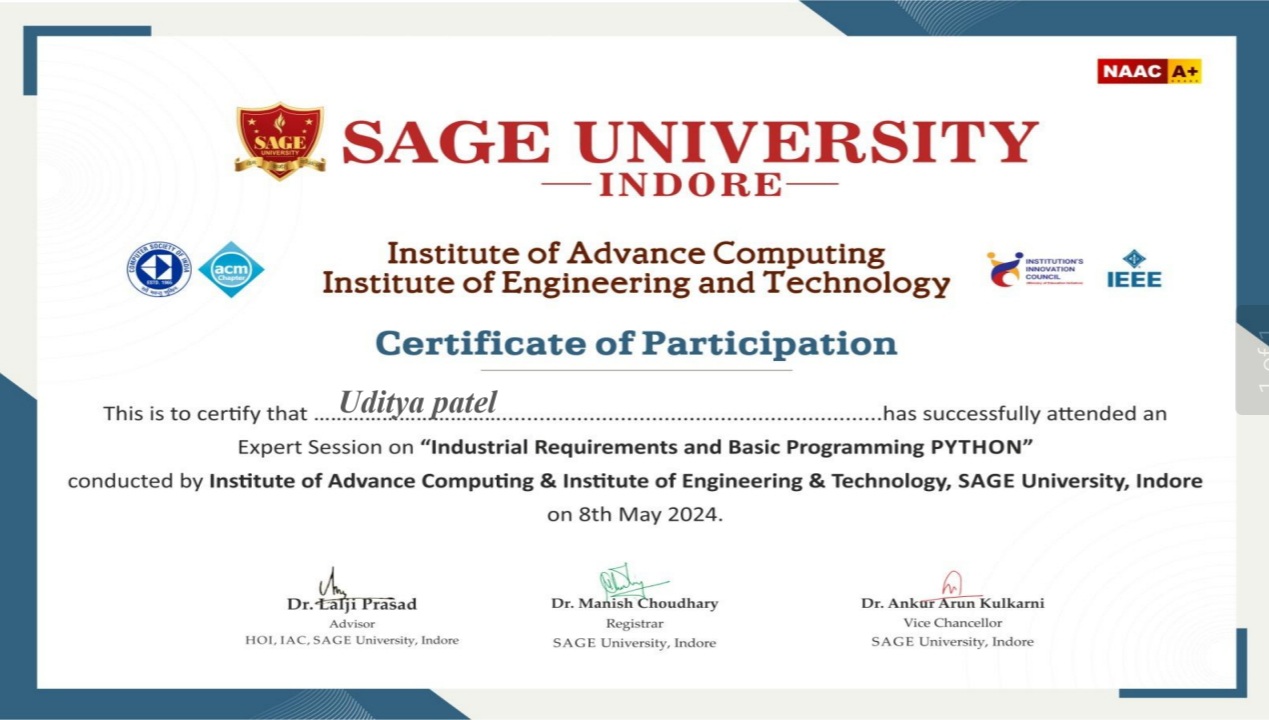 NAAC A+
SAGE
UNIVERSITY
SAGE UNIVERSITY
INDORE
COMPUTER SOCIETY OF INDIA
ESTD. 1965
acm
Chapter
Institute of Advance Computing
Institute of Engineering and Technology
INSTITUTION'S
INNOVATION
COUNCIL
IEEE
Certificate of Participation
This is to certify that Uditya patel has successfully attended an
Expert Session on “Industrial Requirements and Basic Programming PYTHON”
conducted by Institute of Advance Computing & Institute of Engineering & Technology, SAGE University, Indore
on 8th May 2024.
Dr. Lalji Prasad
Advisor
HOI, IAC, SAGE University, Indore
Dr. Manish Choudhary
Registrar
SAGE University, Indore
Dr. Ankur Arun Kulkarni
Vice Chancellor
SAGE University, Indore